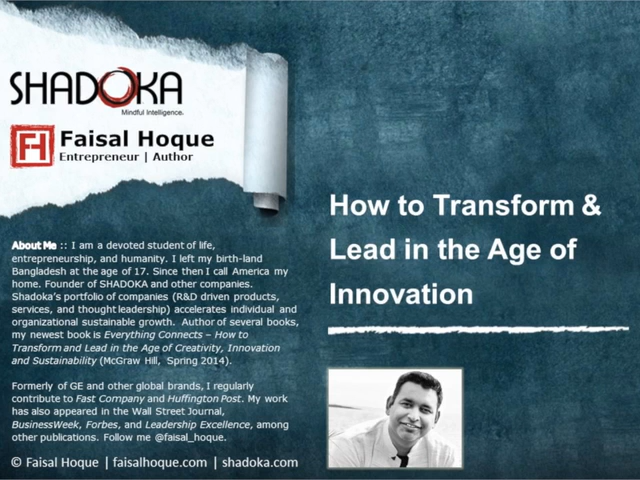 SHADOKA
Mindful Intelligence.
FH
Faisal Hoque
Entrepreneur | Author
How to Transform &
Lead in the Age of
Innovation
About Me :: I am a devoted student of life,
entrepreneurship, and humanity. I left my birth-land
Bangladesh at the age of 17. Since then I call America my
home. Founder of SHADOKA and other companies.
Shadoka's portfolio of companies (R&D driven products,
services, and thought leadership) accelerates individual and
organizational sustainable growth. Author of several books,
my newest book is Everything Connects – How to
Transform and Lead in the Age of Creativity, Innovation
and Sustainability (McGraw Hill, Spring 2014).
Formerly of GE and other global brands, I regularly
contribute to Fast Company and Huffington Post. My work
has also appeared in the Wall Street Journal,
BusinessWeek, Forbes, and Leadership Excellence, among
other publications. Follow me @faisal_hoque.
© Faisal Hoque | faisalhoque.com | shadoka.com